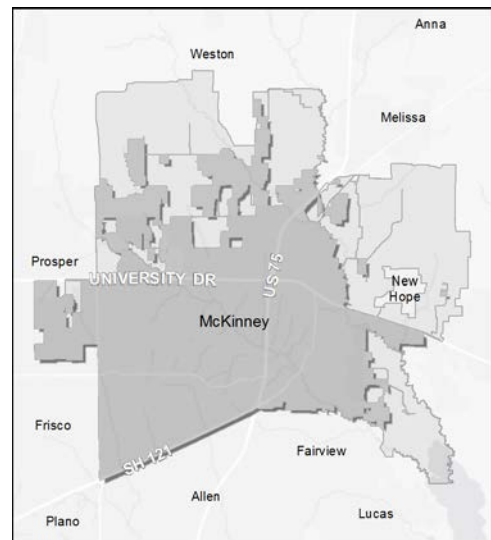 Anna
Weston
Melissa
Prosper
UNIVERSITY DR
US 75
New
Hope
McKinney
Frisco
SH 121
Fairview
Allen
Plano
Lucas